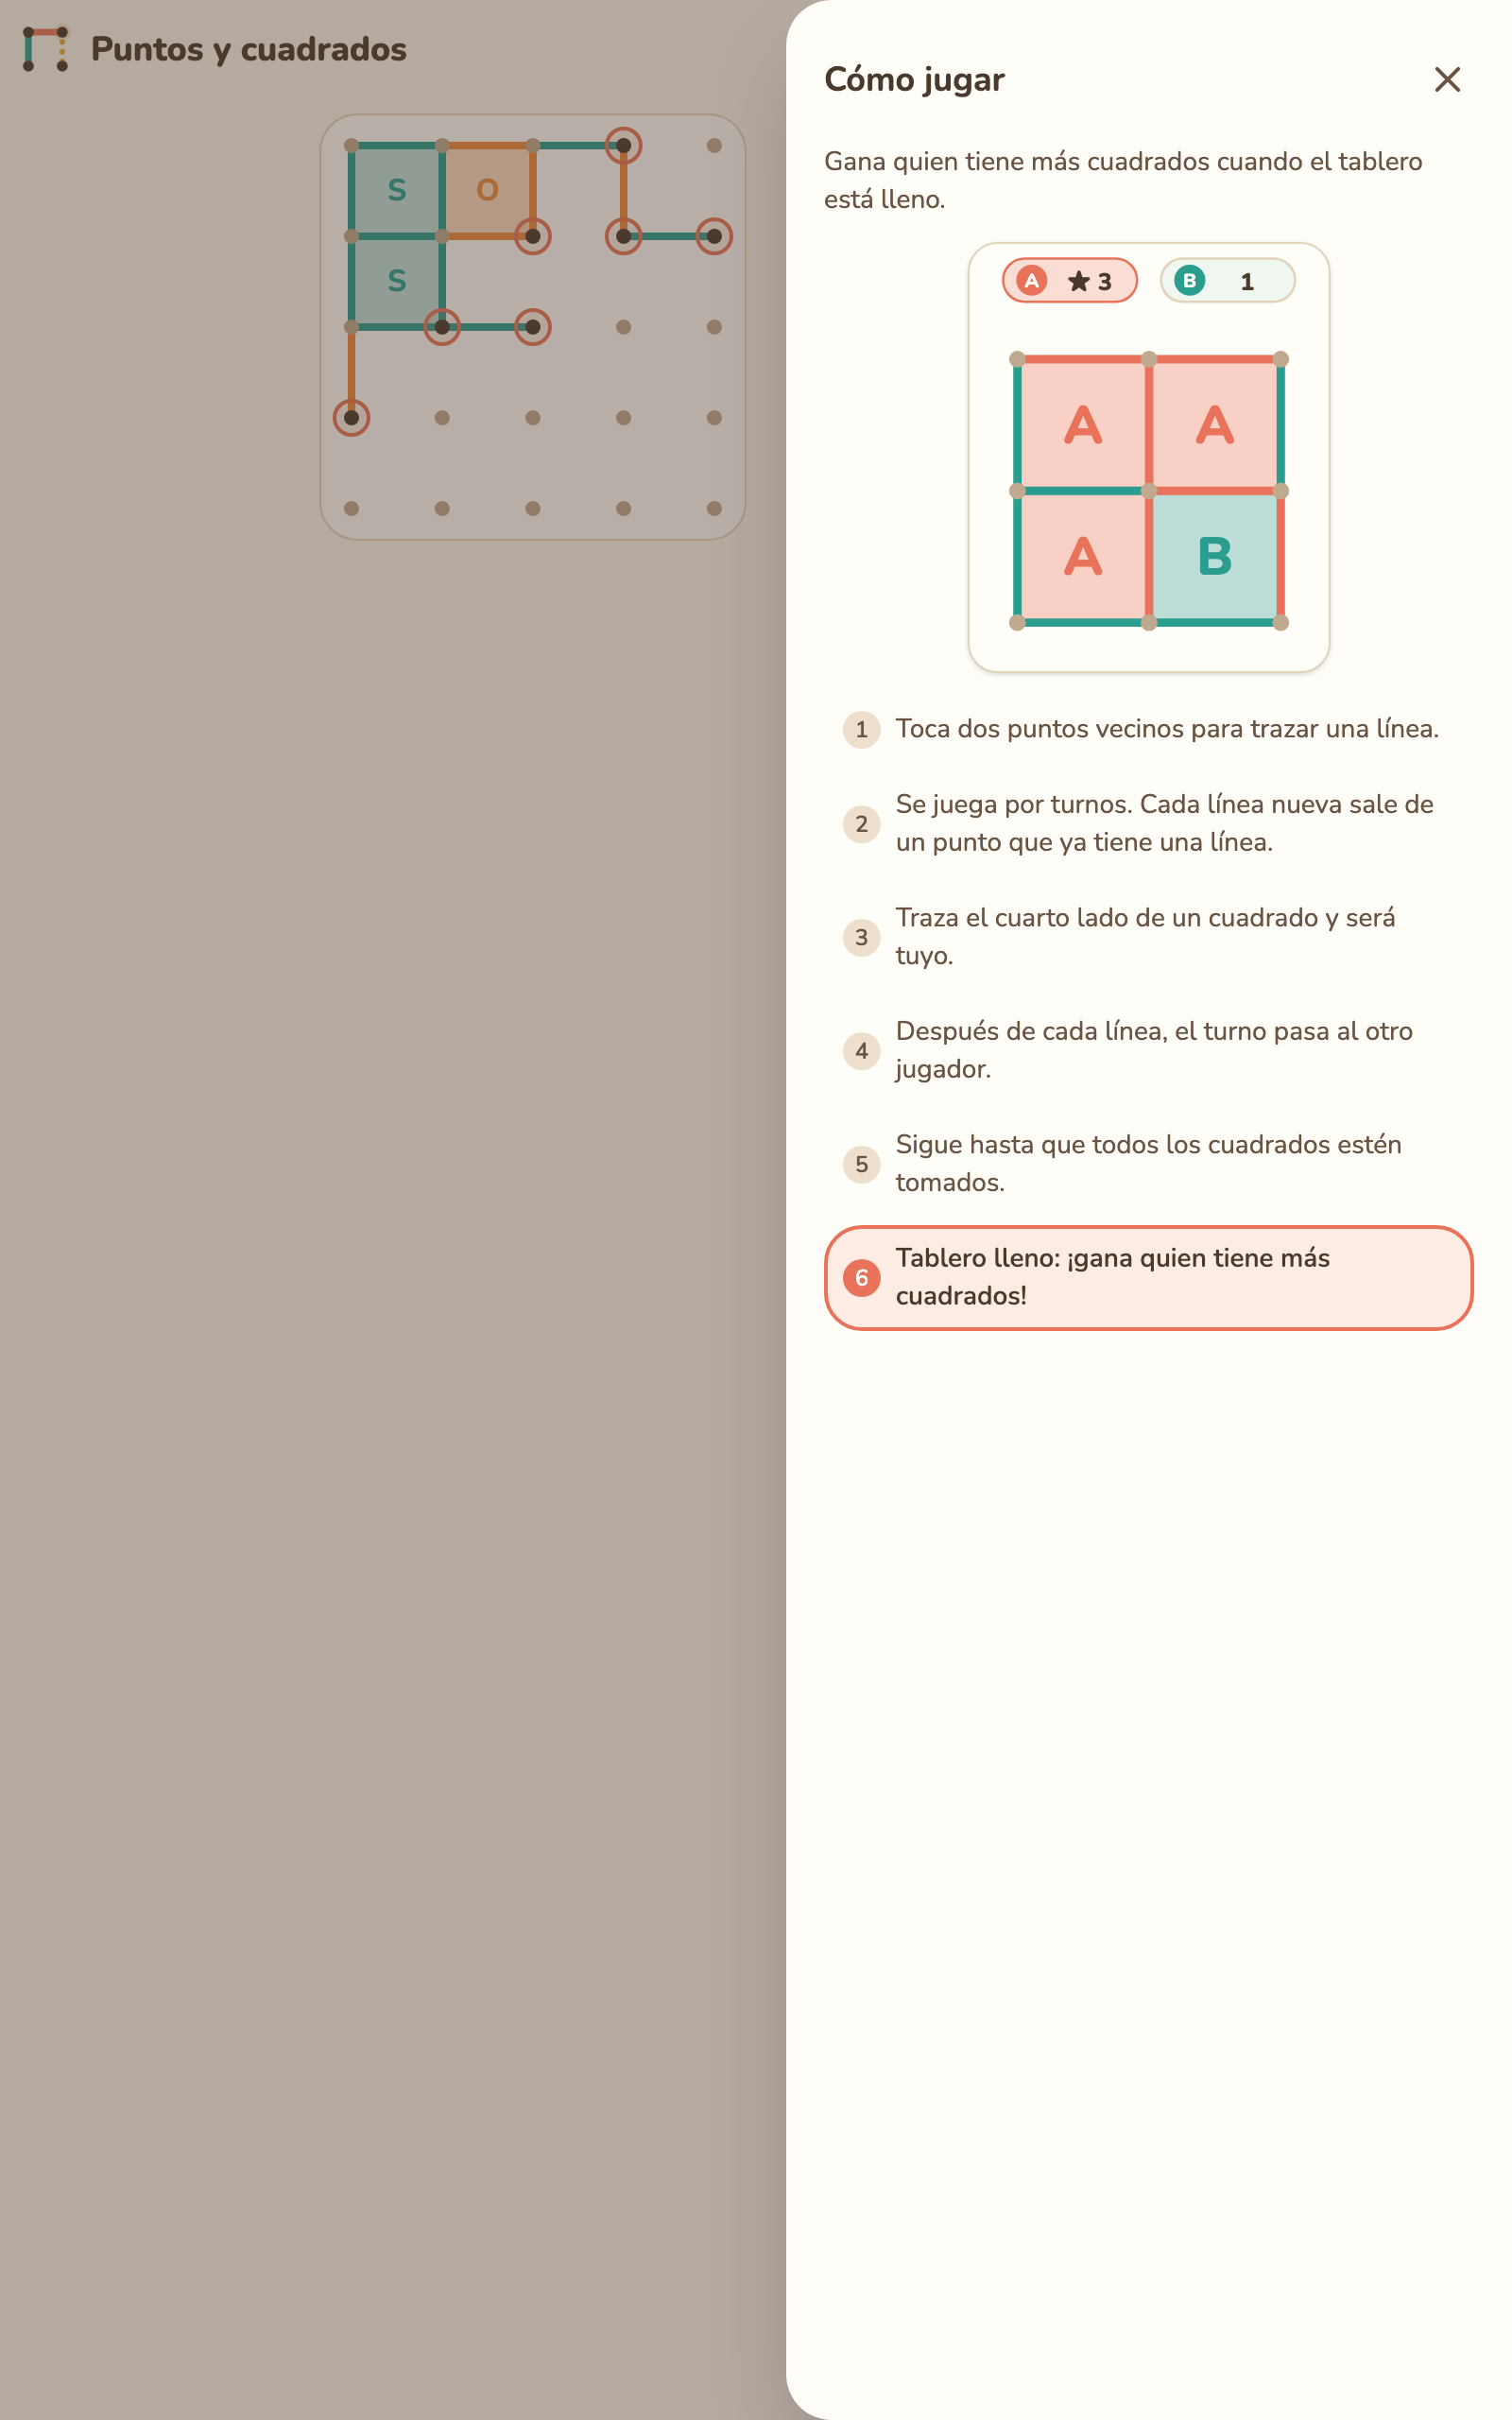 Puntos y cuadrados
S O
S
Cómo jugar
Gana quien tiene más cuadrados cuando el tablero
está lleno.
A ★ 3 B 1
A A
A B
1 Toca dos puntos vecinos para trazar una línea.
2 Se juega por turnos. Cada línea nueva sale de
un punto que ya tiene una línea.
3 Traza el cuarto lado de un cuadrado y será
tuyo.
4 Después de cada línea, el turno pasa al otro
jugador.
5 Sigue hasta que todos los cuadrados estén
tomados.
6 Tablero lleno: ¡gana quien tiene más
cuadrados!